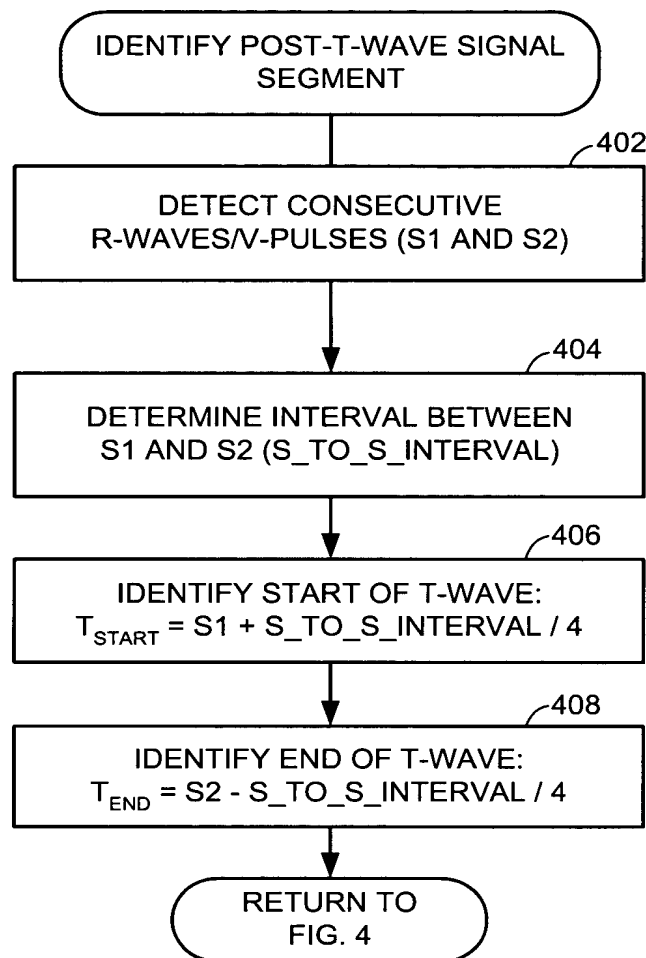 IDENTIFY POST-T-WAVE SIGNAL
SEGMENT
402
DETECT CONSECUTIVE
R-WAVES/V-PULSES (S1 AND S2)
404
DETERMINE INTERVAL BETWEEN
S1 AND S2 (S_TO_S_INTERVAL)
406
IDENTIFY START OF T-WAVE:
T_START = S1 + S_TO_S_INTERVAL / 4
408
IDENTIFY END OF T-WAVE:
T_END = S2 - S_TO_S_INTERVAL / 4
RETURN TO
FIG. 4